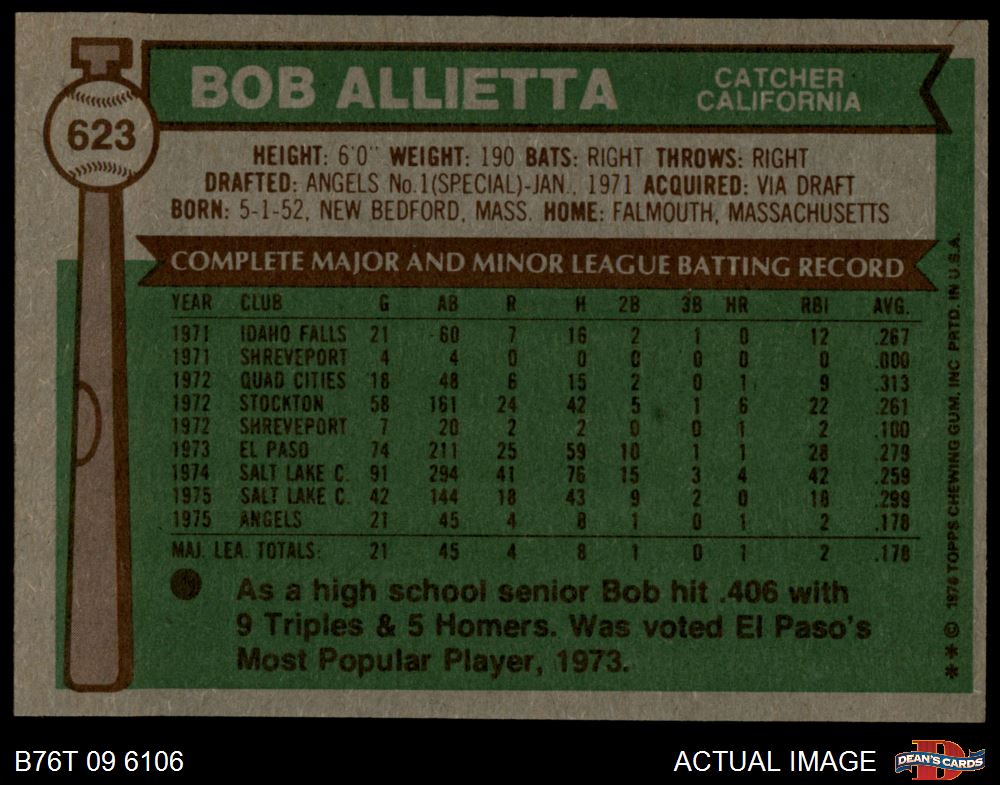 BOB ALLIETTA
CATCHER
CALIFORNIA
623
HEIGHT: 6'0" WEIGHT: 190 BATS: RIGHT THROWS: RIGHT
DRAFTED: ANGELS No.1(SPECIAL)-JAN., 1971 ACQUIRED: VIA DRAFT
BORN: 5-1-52, NEW BEDFORD, MASS. HOME: FALMOUTH, MASSACHUSETTS
COMPLETE MAJOR AND MINOR LEAGUE BATTING RECORD
YEAR CLUB G AB R H 2B 3B HR RBI AVG.
1971 IDAHO FALLS 21 60 7 16 2 1 0 12 .267
1971 SHREVEPORT 4 4 0 0 0 0 0 0 .000
1972 QUAD CITIES 18 48 6 15 2 0 1 9 .313
1972 STOCKTON 58 161 24 42 5 1 6 22 .261
1972 SHREVEPORT 7 20 2 2 0 0 1 2 .100
1973 EL PASO 74 211 25 59 10 1 1 28 .279
1974 SALT LAKE C. 91 294 41 76 15 3 4 42 .259
1975 SALT LAKE C. 42 144 18 43 9 2 0 18 .299
1975 ANGELS 21 45 4 8 1 0 1 2 .178
MAJ. LEA. TOTALS: 21 45 4 8 1 0 1 2 .178
As a high school senior Bob hit .406 with
9 Triples & 5 Homers. Was voted El Paso's
Most Popular Player, 1973.
** © 1976 TOPPS CHEWING GUM, INC. PRTD. IN U.S.A.
B76T 09 6106
ACTUAL IMAGE
D
DEAN'S CARDS